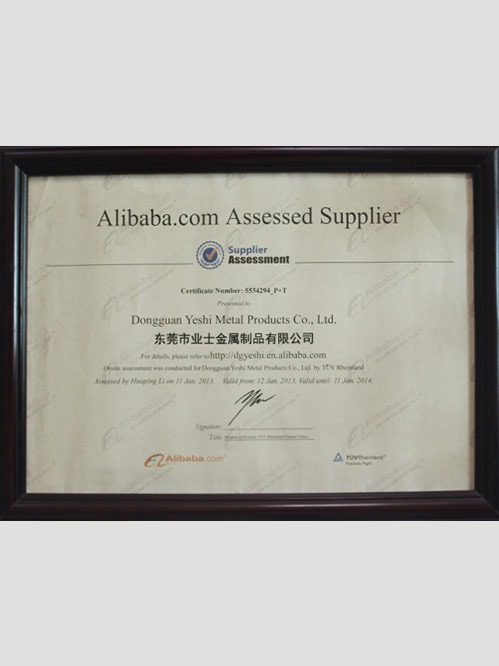 Alibaba.com Assessed Supplier
Supplier
Assessment
Certificate Number: 5534294_P+T
Presented to
Dongguan Yeshi Metal Products Co., Ltd.
东莞市业士金属制品有限公司
For details, please refer to http://dgyeshi.en.alibaba.com
Onsite assessment was conducted for Dongguan Yeshi Metal Products Co., Ltd. by TÜV Rheinland
Assessed by Huaping Li on 11 Jan. 2013. Valid from: 12 Jan. 2013, Valid until: 11 Jan. 2014.
Signature:
Title:
Alibaba.com
TÜVRheinland
Precisely Right.